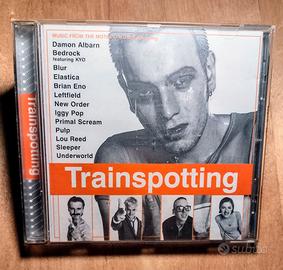 MUSIC FROM THE MOTION PICTURE
Damon Albarn
Bedrock
featuring KYO
Blur
Elastica
Brian Eno
Leftfield
New Order
Iggy Pop
Primal Scream
Pulp
Lou Reed
Sleeper
Underworld
Trainspotting
Trainspotting
subito